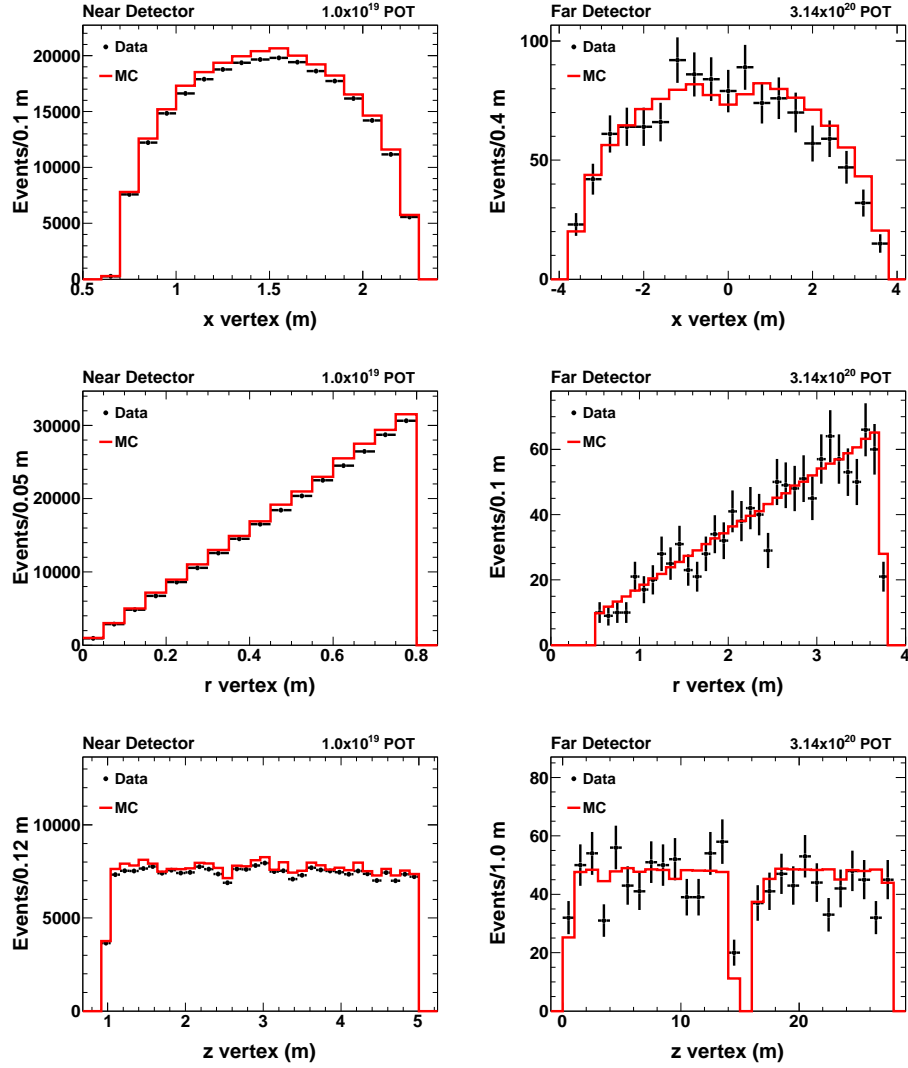 Near Detector 1.0x10^19 POT
Data
MC
20000
15000
10000
5000
0
Events/0.1 m
0.5 1 1.5 2
x vertex (m)
Far Detector 3.14x10^20 POT
Data
MC
100
50
0
Events/0.4 m
-4 -2 0 2 4
x vertex (m)
Near Detector 1.0x10^19 POT
Data
MC
30000
20000
10000
0
Events/0.05 m
0 0.2 0.4 0.6 0.8
r vertex (m)
Far Detector 3.14x10^20 POT
Data
MC
60
40
20
0
Events/0.1 m
0 1 2 3 4
r vertex (m)
Near Detector 1.0x10^19 POT
Data
MC
10000
5000
0
Events/0.12 m
1 2 3 4 5
z vertex (m)
Far Detector 3.14x10^20 POT
Data
MC
80
60
40
20
0
Events/1.0 m
0 10 20
z vertex (m)